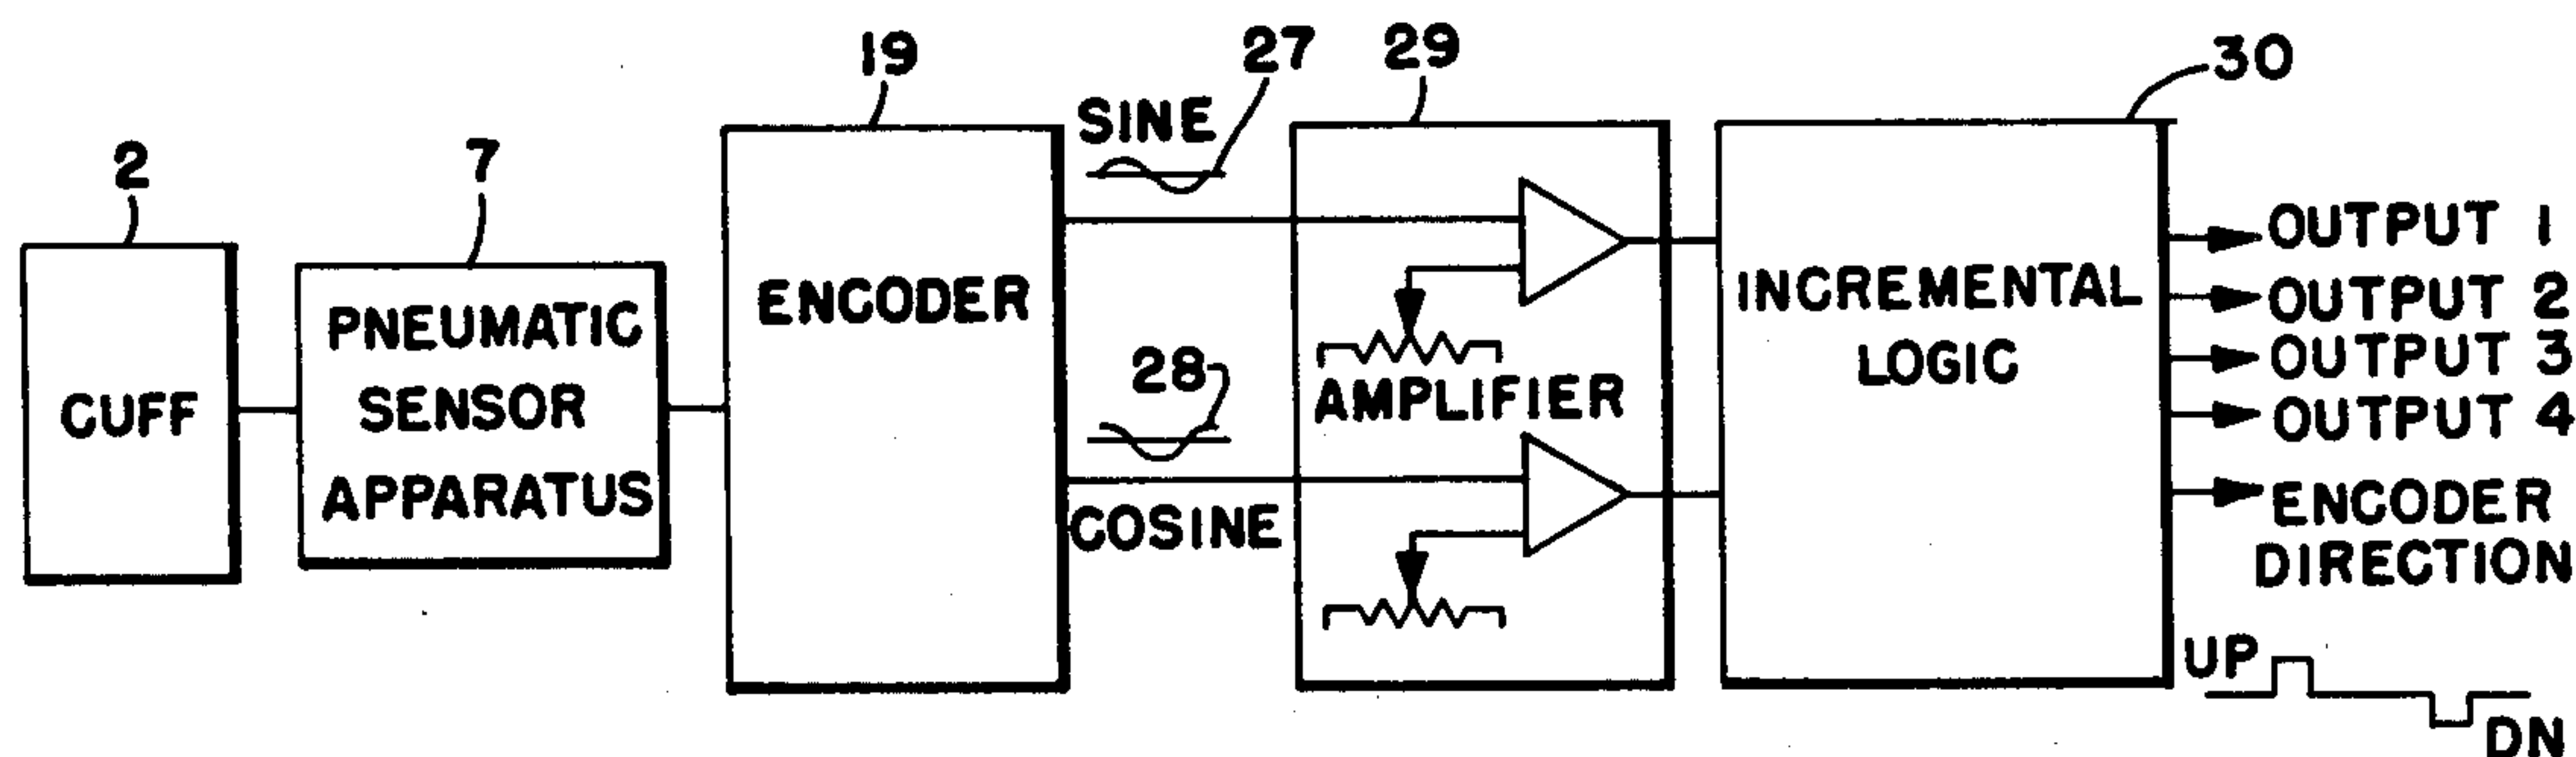 2
7
19
27
29
30
SINE
CUFF
PNEUMATIC
SENSOR
APPARATUS
ENCODER
28
COSINE
AMPLIFIER
INCREMENTAL
LOGIC
OUTPUT 1
OUTPUT 2
OUTPUT 3
OUTPUT 4
ENCODER
DIRECTION
UP
DN